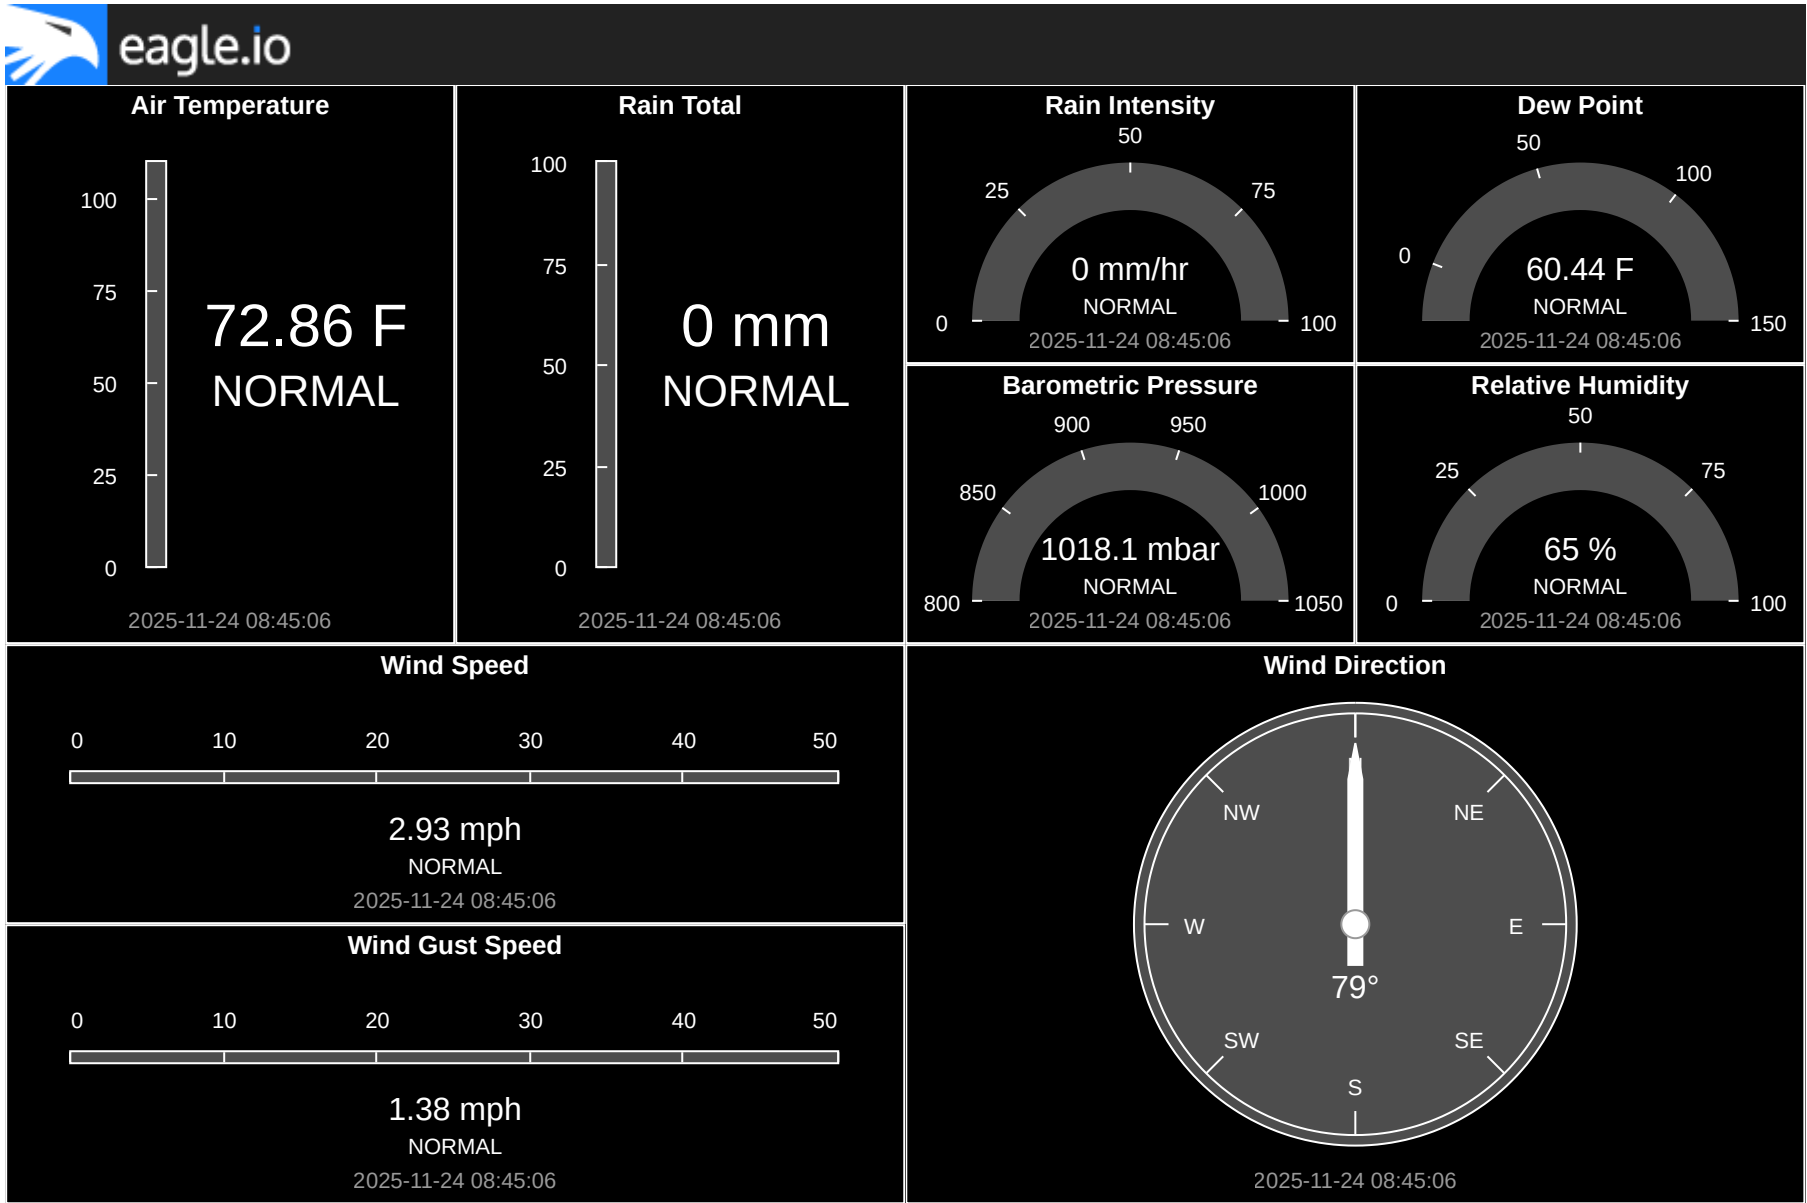 eagle.io
Air Temperature
100
75
50
25
0
72.86 F
NORMAL
2025-11-24 08:45:06
Rain Total
100
75
50
25
0
0 mm
NORMAL
2025-11-24 08:45:06
Rain Intensity
50
25
75
0
100
0 mm/hr
NORMAL
2025-11-24 08:45:06
Dew Point
50
100
0
150
60.44 F
NORMAL
2025-11-24 08:45:06
Barometric Pressure
900
950
850
1000
800
1050
1018.1 mbar
NORMAL
2025-11-24 08:45:06
Relative Humidity
50
25
75
0
100
65 %
NORMAL
2025-11-24 08:45:06
Wind Speed
0 10 20 30 40 50
2.93 mph
NORMAL
2025-11-24 08:45:06
Wind Gust Speed
0 10 20 30 40 50
1.38 mph
NORMAL
2025-11-24 08:45:06
Wind Direction
NW NE
W E
79°
SW SE
S
2025-11-24 08:45:06